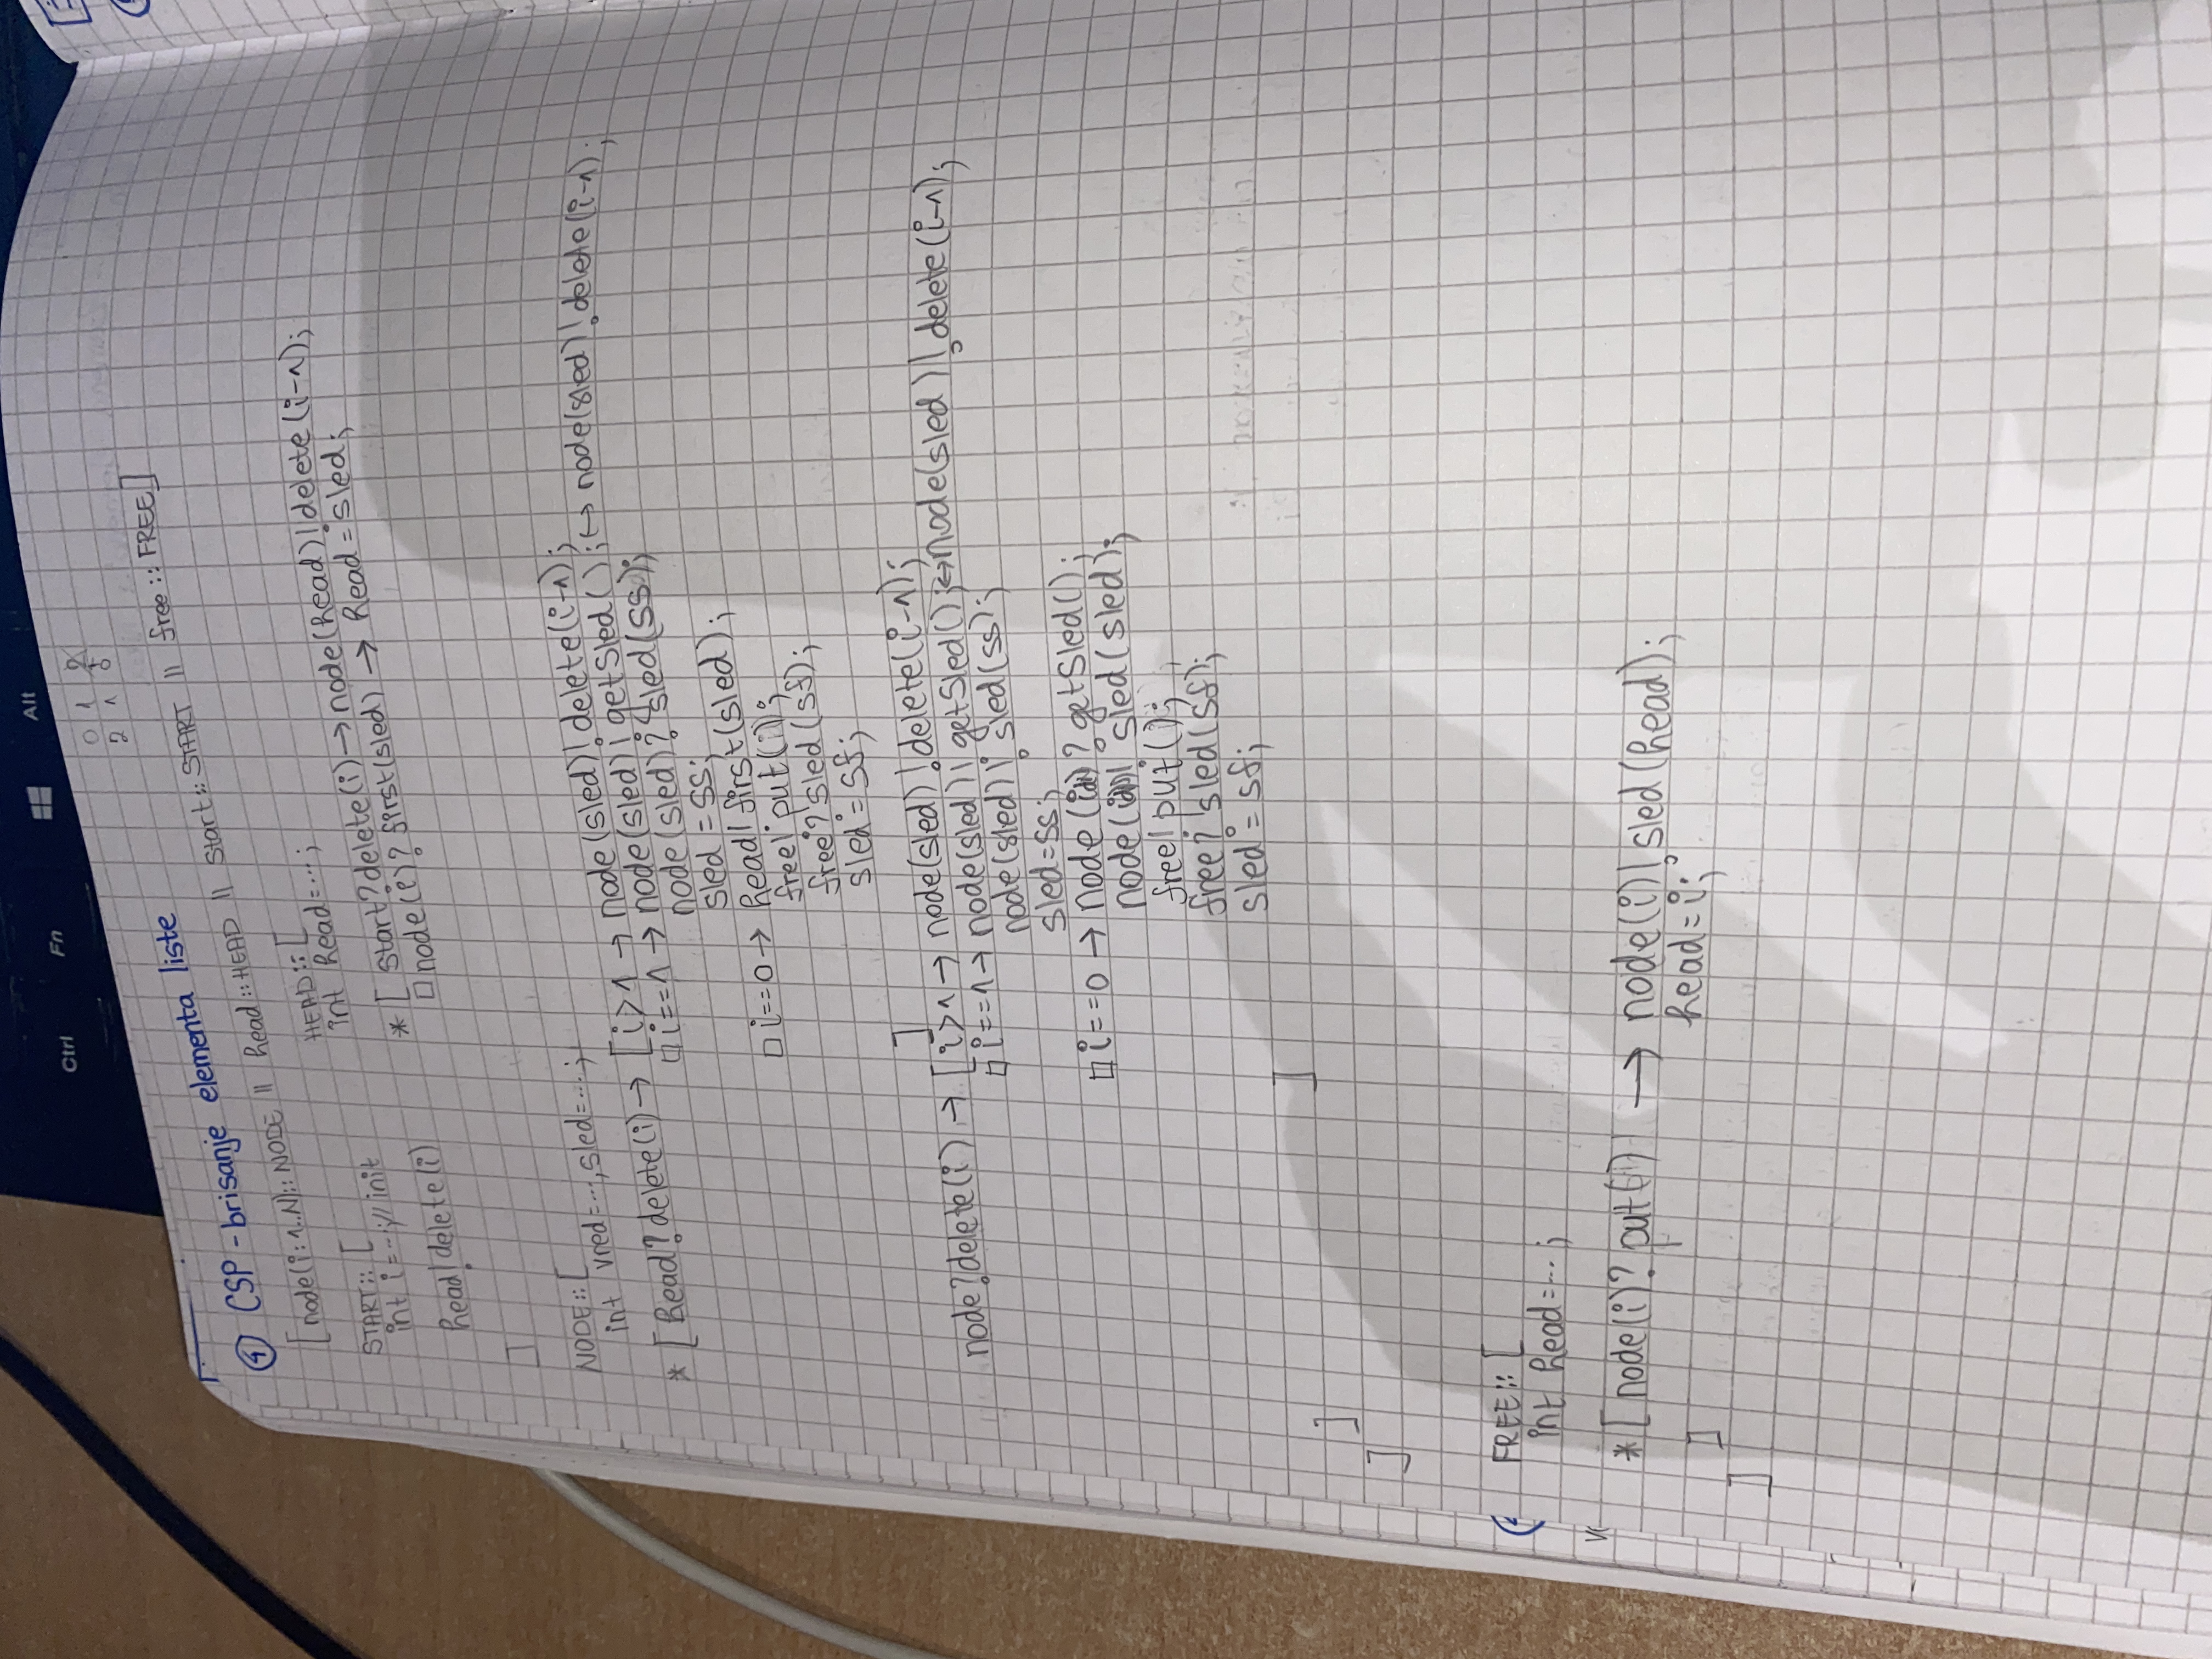 Ctrl Fn Alt
0 1 2
2 1 0
④ CSP - brisanje elementa liste
[node(i:1..N)::NODE || head::HEAD || Start::START || free::FREE]
START::[
int i=...;// init
head!delete(i)
]
HEAD::[
int head=...;
*[ Start?delete(i)→node(head)!delete(i-1);
□node(i)?first(sled) → head=sled;
NODE::[
int vred=...,sled=...;
*[head?delete(i)→ [i>1 → node(sled)!delete(i-1);
□i==1 → node(sled)!getSled();↔ node(sled)!delete(i-1);
node(sled)?sled(ss);
sled = ss;
□i==0 → head!first(sled);
free!put();
free?sled(sf);
sled=sf;
]
node?delete(i) → [i>1 → node(sled)!delete(i-1);
□i==1→ node(sled)!getSled();↔node(sled)!delete(i-1);
node(sled)! sled(ss);
sled=ss;
□i==0 → node(idn)?getSled();
node(idn)! sled(sled);
free!put();
free? sled(sf);
sled = sf;
]
]
]
FREE::[
int head=...;
*[node(i)?put() → node(i)!sled(head);
head=i;
]
]